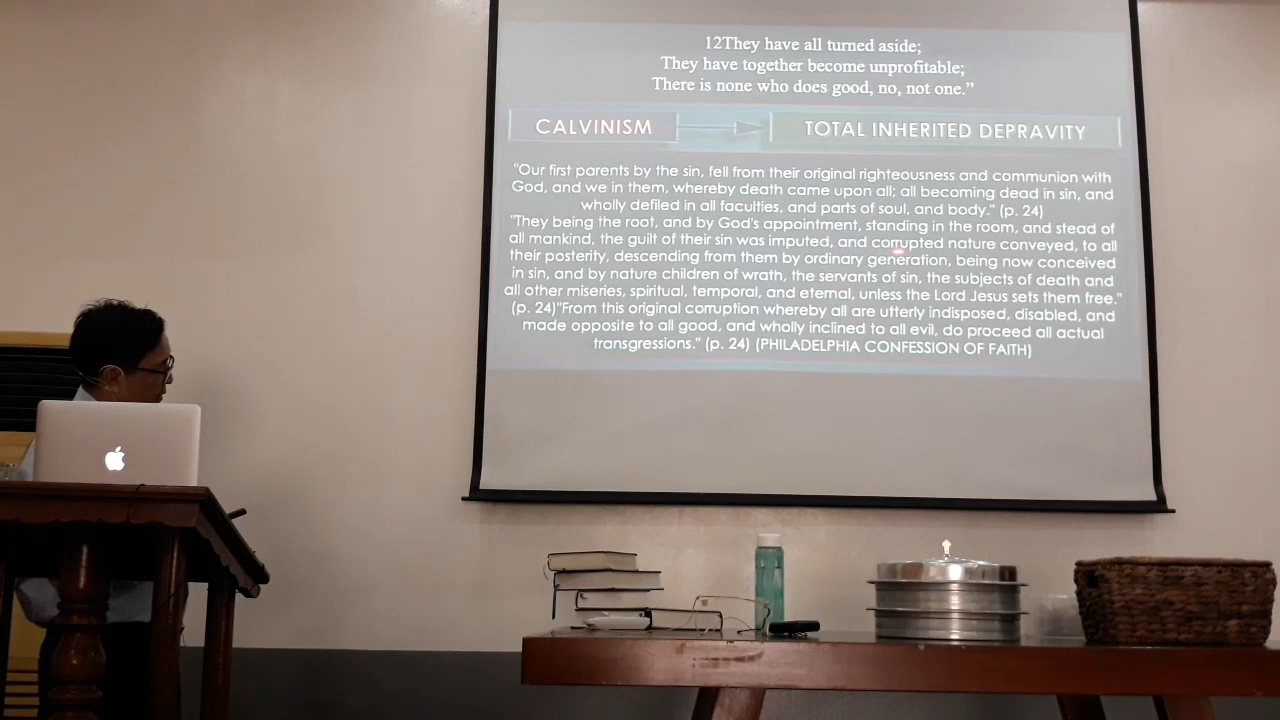 12They have all turned aside;
They have together become unprofitable;
There is none who does good, no, not one.”
CALVINISM
TOTAL INHERITED DEPRAVITY
"Our first parents by the sin, fell from their original righteousness and communion with
God, and we in them, whereby death came upon all; all becoming dead in sin, and
wholly defiled in all faculties, and parts of soul, and body." (p. 24)
"They being the root, and by God's appointment, standing in the room, and stead of
all mankind, the guilt of their sin was imputed, and corrupted nature conveyed, to all
their posterity, descending from them by ordinary generation, being now conceived
in sin, and by nature children of wrath, the servants of sin, the subjects of death and
all other miseries, spiritual, temporal, and eternal, unless the Lord Jesus sets them free."
(p. 24)"From this original corruption whereby all are utterly indisposed, disabled, and
made opposite to all good, and wholly inclined to all evil, do proceed all actual
transgressions." (p. 24) (PHILADELPHIA CONFESSION OF FAITH)